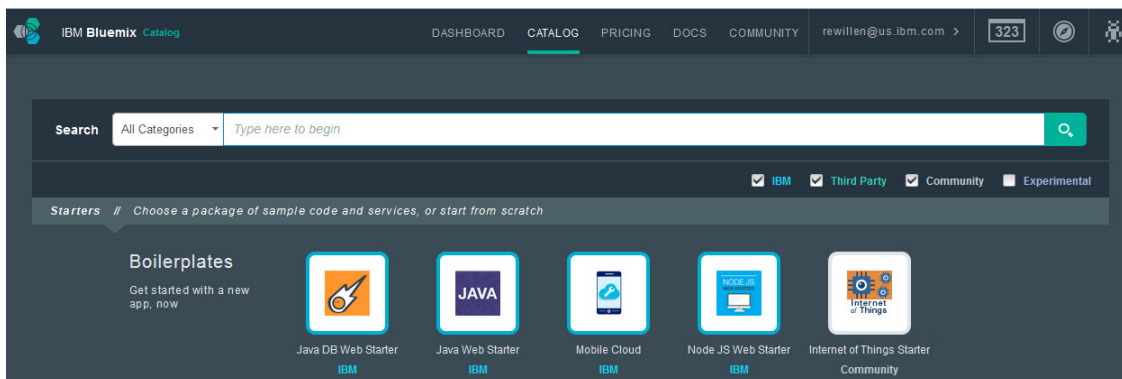 IBM Bluemix Catalog DASHBOARD CATALOG PRICING DOCS COMMUNITY rewillen@us.ibm.com > 323
Search All Categories Type here to begin
IBM Third Party Community Experimental
Starters // Choose a package of sample code and services, or start from scratch
Boilerplates
Get started with a new
app, now
JAVA
NODE JS
WEB STARTER
Internet
of Things
Java DB Web Starter Java Web Starter Mobile Cloud Node JS Web Starter Internet of Things Starter
IBM IBM IBM IBM Community